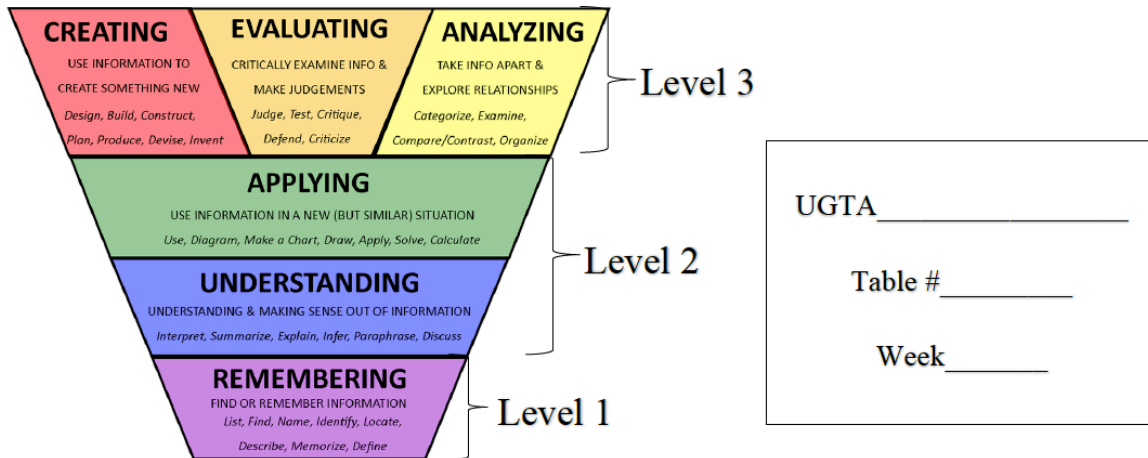 CREATING
USE INFORMATION TO
CREATE SOMETHING NEW
Design, Build, Construct,
Plan, Produce, Devise, Invent
EVALUATING
CRITICALLY EXAMINE INFO &
MAKE JUDGEMENTS
Judge, Test, Critique,
Defend, Criticize
ANALYZING
TAKE INFO APART &
EXPLORE RELATIONSHIPS
Categorize, Examine,
Compare/Contrast, Organize
Level 3
APPLYING
USE INFORMATION IN A NEW (BUT SIMILAR) SITUATION
Use, Diagram, Make a Chart, Draw, Apply, Solve, Calculate
UNDERSTANDING
UNDERSTANDING & MAKING SENSE OUT OF INFORMATION
Interpret, Summarize, Explain, Infer, Paraphrase, Discuss
Level 2
REMEMBERING
FIND OR REMEMBER INFORMATION
List, Find, Name, Identify, Locate,
Describe, Memorize, Define
Level 1
UGTA_________________
Table #_________
Week_______